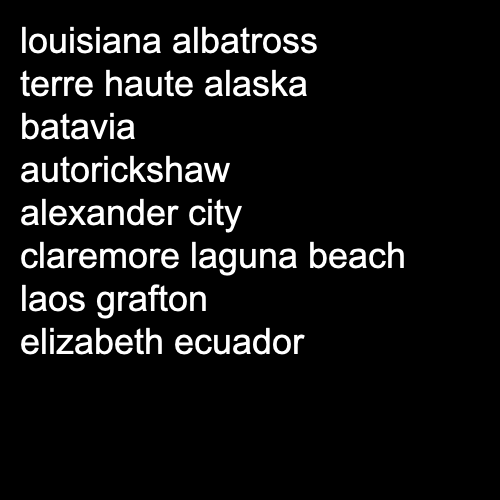 louisiana albatross
terre haute alaska
batavia
autorickshaw
alexander city
claremore laguna beach
laos grafton
elizabeth ecuador